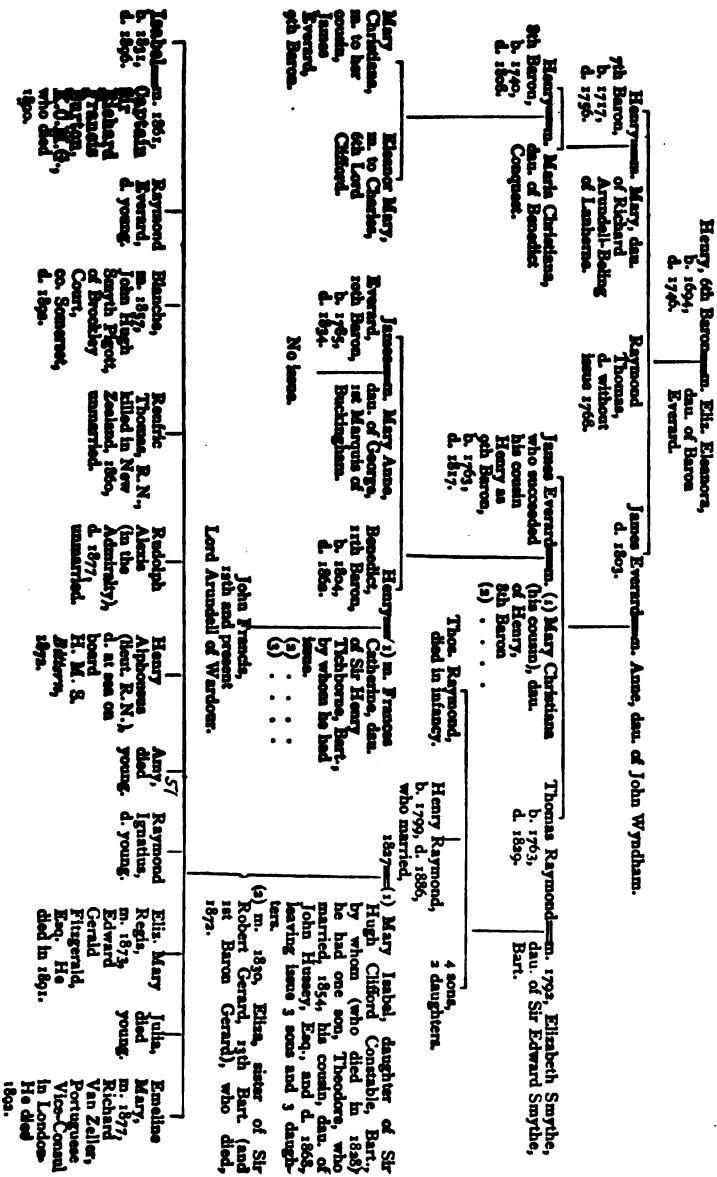 Henry, 6th Baron—m. Eliz. Eleanora,
b. 1694,
d. 1746.
dau. of Baron
Everard.
Henry—m. Mary, dau.
7th Baron,
b. 1717,
d. 1756.
of Richard
Arundell-Beling
of Lanherne.
Raymond
Thomas,
d. without
issue 1768.
James Everard—m. Anne, dau. of John Wyndham.
d. 1803.
Henry—m. Maria Christiana,
8th Baron,
b. 1740,
d. 1808.
dau. of Benedict
Conquest.
James Everard—m. (1) Mary Christiana
who succeeded
his cousin
Henry as
9th Baron,
b. 1763,
d. 1817.
(his cousin), dau.
of Henry,
8th Baron
(2) . . . .
Thomas Raymond—m. 1792, Elizabeth Smythe,
b. 1763,
d. 1829.
dau. of Sir Edward Smythe,
Bart.
Mary
Christiana,
m. to her
cousin,
James
Everard,
9th Baron.
Eleanor Mary,
m. to Charles,
6th Lord
Clifford.
James—m. Mary Anne,
Everard,
10th Baron,
b. 1785,
d. 1834.
dau. of George,
1st Marquis of
Buckingham.
No issue.
Henry—(1) m. Frances
Benedict,
11th Baron,
b. 1804,
d. 1862.
Catherine, dau.
of Sir Henry
Tichborne, Bart.,
by whom he had
issue.
(2) . . . .
(3) . . . .
John Francis,
12th and present
Lord Arundell of Wardour.
Thos. Raymond,
died in infancy.
Henry Raymond,
b. 1799, d. 1886,
who married,
4 sons,
2 daughters.
1827—(1) Mary Isabel, daughter of Sir
Hugh Clifford Constable, Bart.,
by whom (who died in 1828)
he had one son, Theodore, who
married, 1854, his cousin, dau. of
John Hussey, Esq., and d. 1868,
leaving issue 3 sons and 3 daugh-
ters.
(2) m. 1830, Eliza, sister of Sir
Robert Gerard, 13th Bart. (and
1st Baron Gerard), who died,
1872.
Isabel—m. 1861,
b. 1831,
d. 1896.
Captain
Sir
Richard
Francis
Burton,
K.C.M.G.,
who died
1890.
Raymond
Everard,
d. young.
Blanche,
m. 1857,
John Hugh
Smyth Pigott,
of Brockley
Court,
co. Somerset,
d. 1892.
Renfric
Thomas, R.N.,
killed in New
Zealand, 1860,
unmarried.
Rudolph
Alexis
(in the
Admiralty),
d. 1877,
unmarried.
Henry
Alphonsus
(lieut. R.N.),
d. at sea on
board
H. M. S.
Bittern,
1872.
Amy,
died
young.
51
Raymond
Ignatius,
d. young.
Eliz. Mary
Regis,
m. 1873,
Edward
Gerald
Fitzgerald,
Esq. He
died in 1891.
Julia,
died
young.
Emeline
Mary,
m. 1877,
Richard
Van Zeller,
Portuguese
Vice-Consul
in London.
He died
1892.